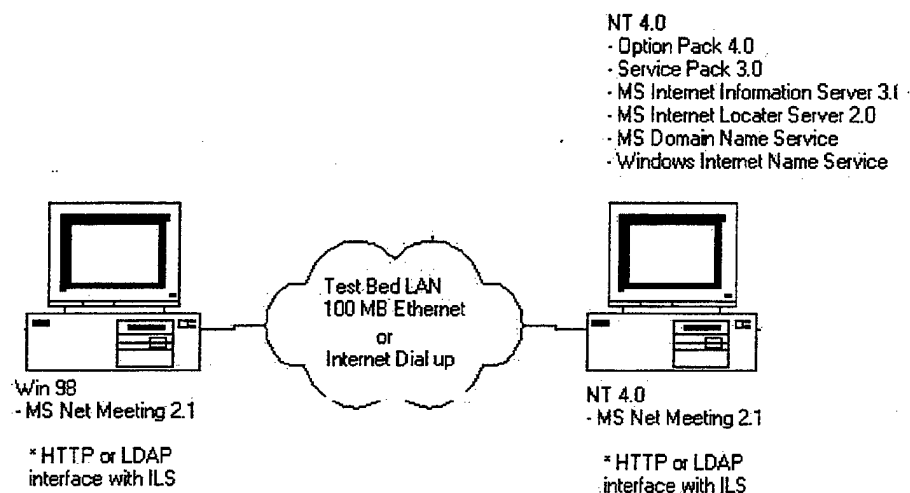 NT 4.0
- Option Pack 4.0
- Service Pack 3.0
- MS Internet Information Server 3.0
- MS Internet Locater Server 2.0
- MS Domain Name Service
- Windows Internet Name Service
Test Bed LAN
100 MB Ethernet
or
Internet Dial up
Win 98
- MS Net Meeting 2.1
* HTTP or LDAP
interface with ILS
NT 4.0
- MS Net Meeting 2.1
* HTTP or LDAP
interface with ILS